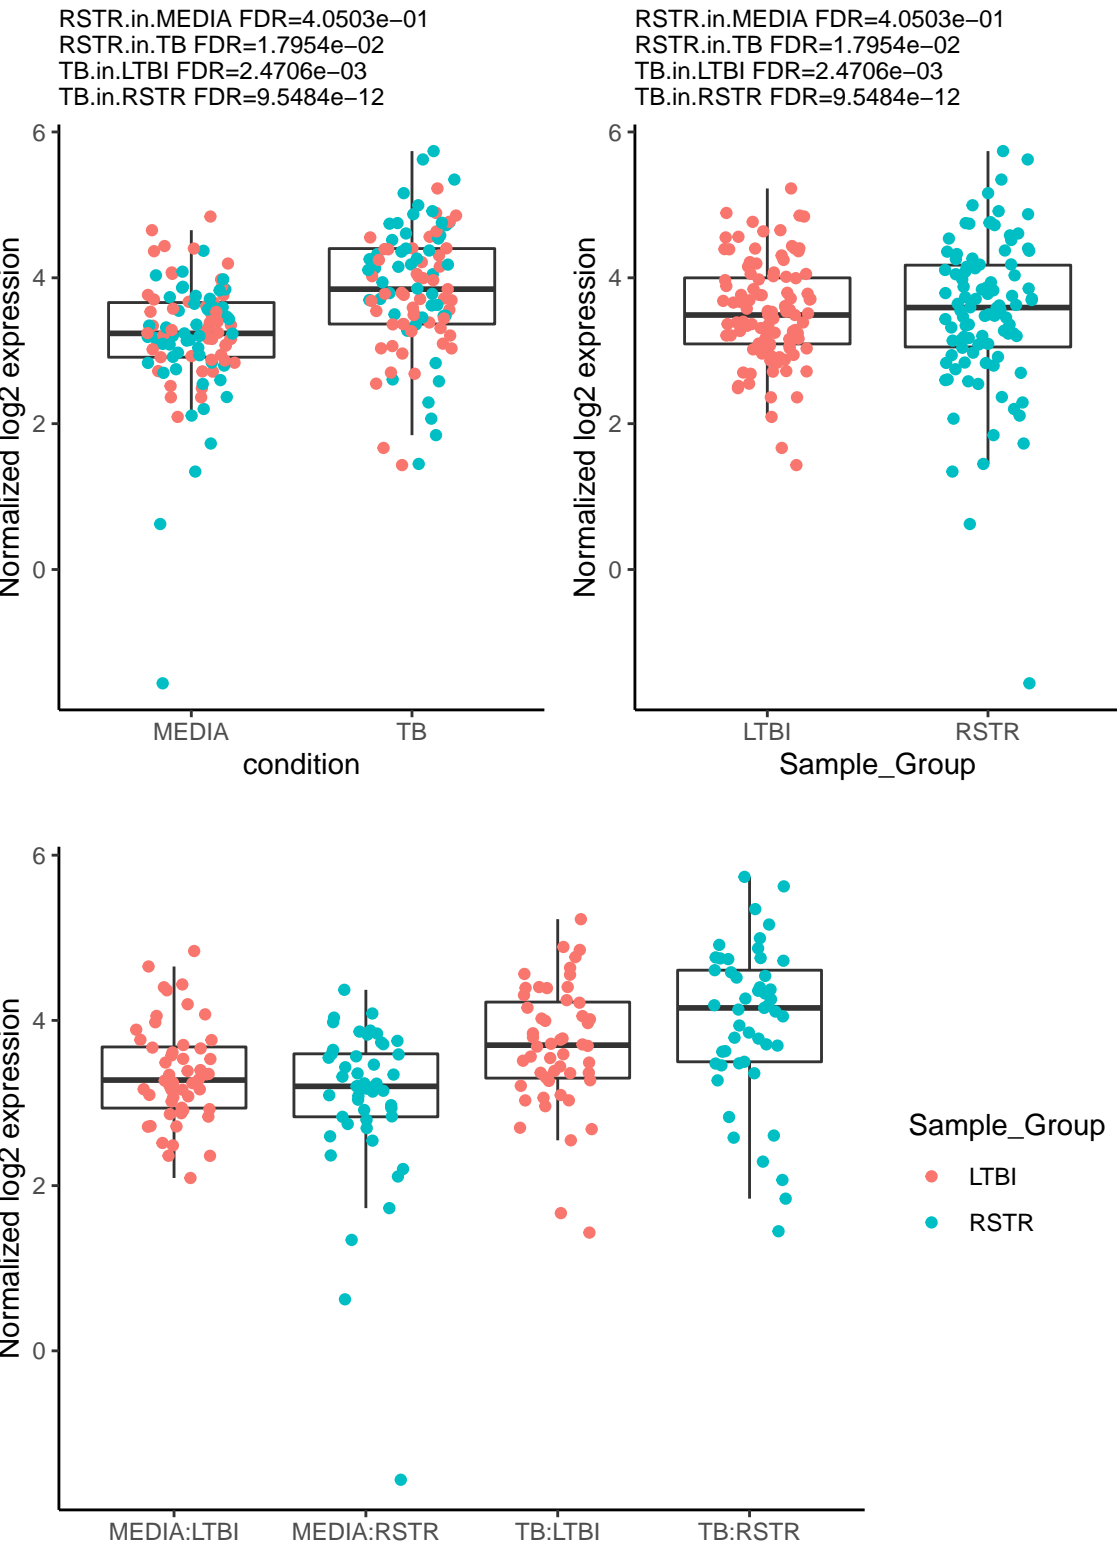 RSTR.in.MEDIA FDR=4.0503e−01
RSTR.in.TB FDR=1.7954e−02
TB.in.LTBI FDR=2.4706e−03
TB.in.RSTR FDR=9.5484e−12
6
4
2
0
Normalized log2 expression
MEDIA TB
condition
RSTR.in.MEDIA FDR=4.0503e−01
RSTR.in.TB FDR=1.7954e−02
TB.in.LTBI FDR=2.4706e−03
TB.in.RSTR FDR=9.5484e−12
6
4
2
0
Normalized log2 expression
LTBI RSTR
Sample_Group
6
4
2
0
Normalized log2 expression
MEDIA:LTBI MEDIA:RSTR TB:LTBI TB:RSTR
Sample_Group
LTBI
RSTR